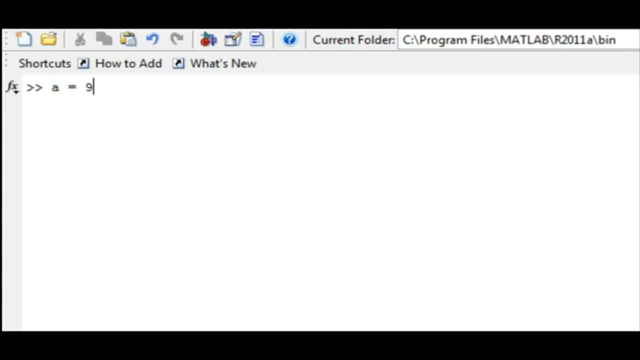 Current Folder: C:\Program Files\MATLAB\R2011a\bin
Shortcuts How to Add What's New
fx >> a = 9